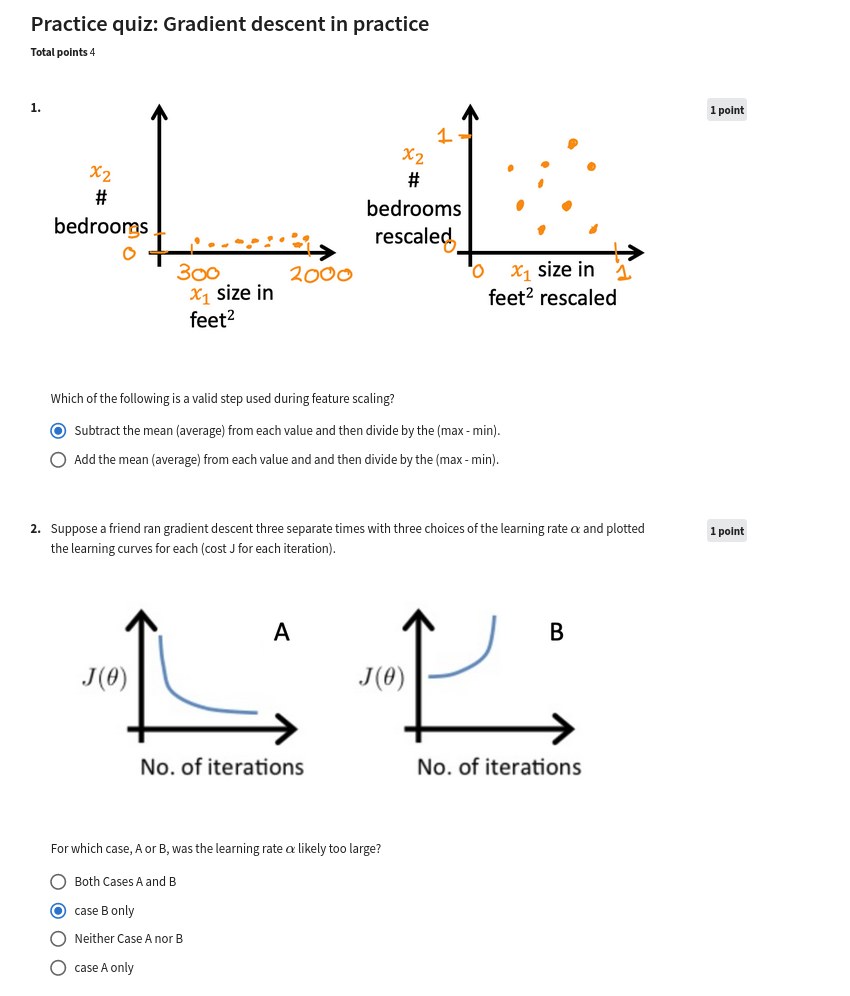 Practice quiz: Gradient descent in practice
Total points 4
1.
1 point
x₂
#
bedrooms
5
0
300
2000
x₁ size in
feet²
1
x₂
#
bedrooms
rescaled
0
0
x₁ size in
1
feet² rescaled
Which of the following is a valid step used during feature scaling?
Subtract the mean (average) from each value and then divide by the (max - min).
Add the mean (average) from each value and and then divide by the (max - min).
2. Suppose a friend ran gradient descent three separate times with three choices of the learning rate α and plotted
the learning curves for each (cost J for each iteration).
1 point
A
J(θ)
No. of iterations
B
J(θ)
No. of iterations
For which case, A or B, was the learning rate α likely too large?
Both Cases A and B
case B only
Neither Case A nor B
case A only